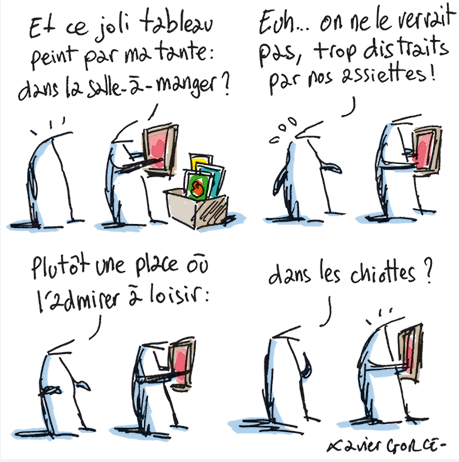 Et ce joli tableau
peint par ma tante :
dans la salle-à-manger ?
Euh... on ne le verrait
pas, trop distraits
par nos assiettes !
Plutôt une place où
l'admirer à loisir :
dans les chiottes ?
Xavier GORCE-